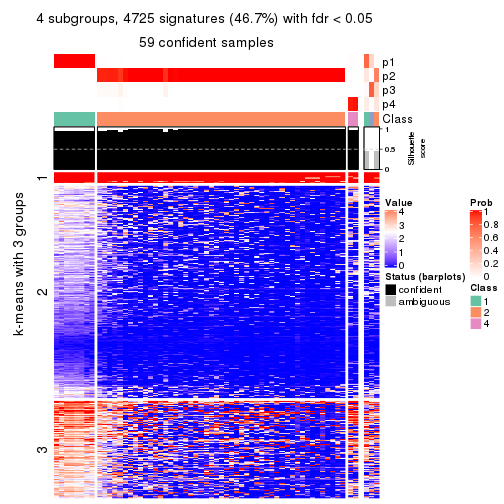 4 subgroups, 4725 signatures (46.7%) with fdr < 0.05
59 confident samples
p1
p2
p3
p4
Class
1
0.5
0
Silhouette
score
k-means with 3 groups
1
2
3
Value
4
3
2
1
0
Status (barplots)
confident
ambiguous
Prob
1
0.8
0.6
0.4
0.2
0
Class
1
2
4